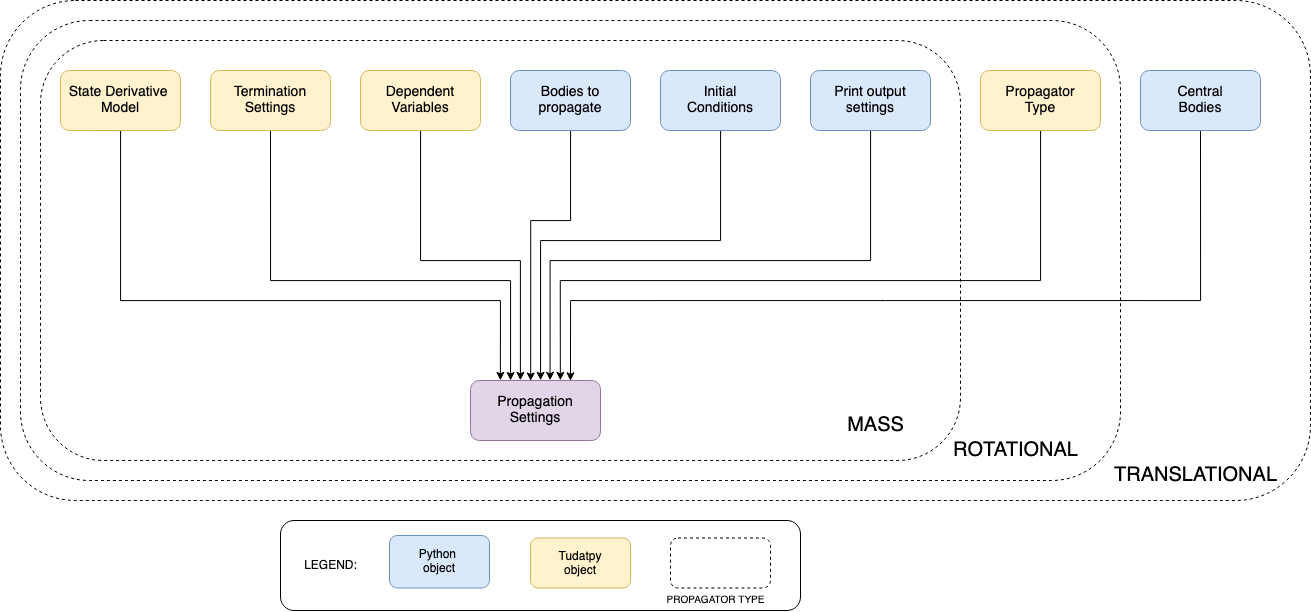 State Derivative
Model
Termination
Settings
Dependent
Variables
Bodies to
propagate
Initial
Conditions
Print output
settings
Propagator
Type
Central
Bodies
Propagation
Settings
MASS
ROTATIONAL
TRANSLATIONAL
LEGEND:
Python
object
Tudatpy
object
PROPAGATOR TYPE